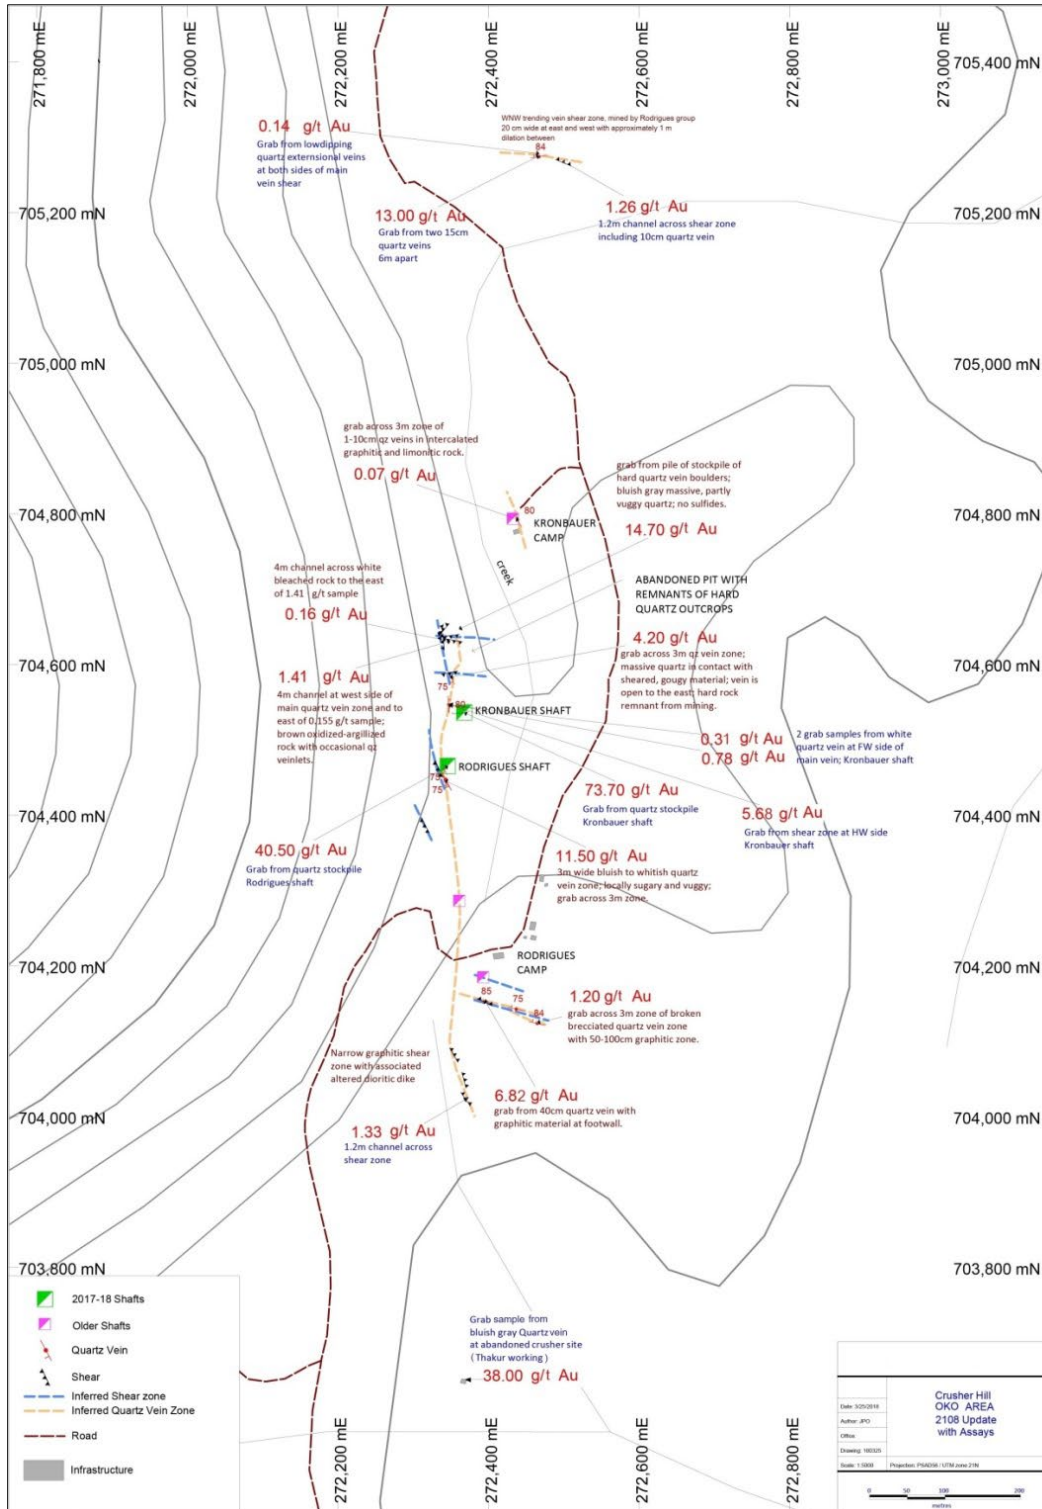 271,800 mE
272,000 mE
272,200 mE
272,400 mE
272,600 mE
272,800 mE
273,000 mE
705,400 mN
WNW trending vein shear zone, mined by Rodrigues group
20 cm wide at east and west with approximately 1 m
dilation between
84
0.14 g/t Au
Grab from lowdipping
quartz externsional veins
at both sides of main
vein shear
705,200 mN
705,200 mN
13.00 g/t Au
Grab from two 15cm
quartz veins
6m apart
1.26 g/t Au
1.2m channel across shear zone
including 10cm quartz vein
705,000 mN
705,000 mN
grab across 3m zone of
1-10cm qz veins in intercalated
graphitic and limonitic rock.
0.07 g/t Au
grab from pile of stockpile of
hard quartz vein boulders;
bluish gray massive, partly
vuggy quartz; no sulfides.
14.70 g/t Au
80
KRONBAUER
CAMP
704,800 mN
704,800 mN
creek
4m channel across white
bleached rock to the east
of 1.41 g/t sample
0.16 g/t Au
ABANDONED PIT WITH
REMNANTS OF HARD
QUARTZ OUTCROPS
4.20 g/t Au
grab across 3m qz vein zone;
massive quartz in contact with
sheared, gougy material; vein is
open to the east; hard rock
remnant from mining.
704,600 mN
704,600 mN
1.41 g/t Au
4m channel at west side of
main quartz vein zone and to
east of 0.155 g/t sample;
brown oxidized-argillized
rock with occasional qz
veinlets.
75
80
KRONBAUER SHAFT
0.31 g/t Au
0.78 g/t Au
2 grab samples from white
quartz vein at FW side of
main vein; Kronbauer shaft
RODRIGUES SHAFT
75
75
73.70 g/t Au
Grab from quartz stockpile
Kronbauer shaft
5.68 g/t Au
Grab from shear zone at HW side
Kronbauer shaft
704,400 mN
704,400 mN
40.50 g/t Au
Grab from quartz stockpile
Rodrigues shaft
11.50 g/t Au
3m wide bluish to whitish quartz
vein zone; locally sugary and vuggy;
grab across 3m zone.
704,200 mN
704,200 mN
RODRIGUES
CAMP
85
75
84
1.20 g/t Au
grab across 3m zone of broken
brecciated quartz vein zone
with 50-100cm graphitic zone.
Narrow graphitic shear
zone with associated
altered dioritic dike
6.82 g/t Au
grab from 40cm quartz vein with
graphitic material at footwall.
704,000 mN
704,000 mN
1.33 g/t Au
1.2m channel across
shear zone
703,800 mN
703,800 mN
Grab sample from
bluish gray Quartz vein
at abandoned crusher site
(Thakur working)
38.00 g/t Au
2017-18 Shafts
Older Shafts
Quartz Vein
Shear
Inferred Shear zone
Inferred Quartz Vein Zone
Road
Infrastructure
272,200 mE
272,400 mE
272,600 mE
272,800 mE
Crusher Hill
OKO AREA
2108 Update
with Assays
Date: 3/25/2018
Author: JPO
Office:
Drawing: 180325
Scale: 1:5000
Projection: PSAD56 / UTM zone 21N
0 50 100 200
metres